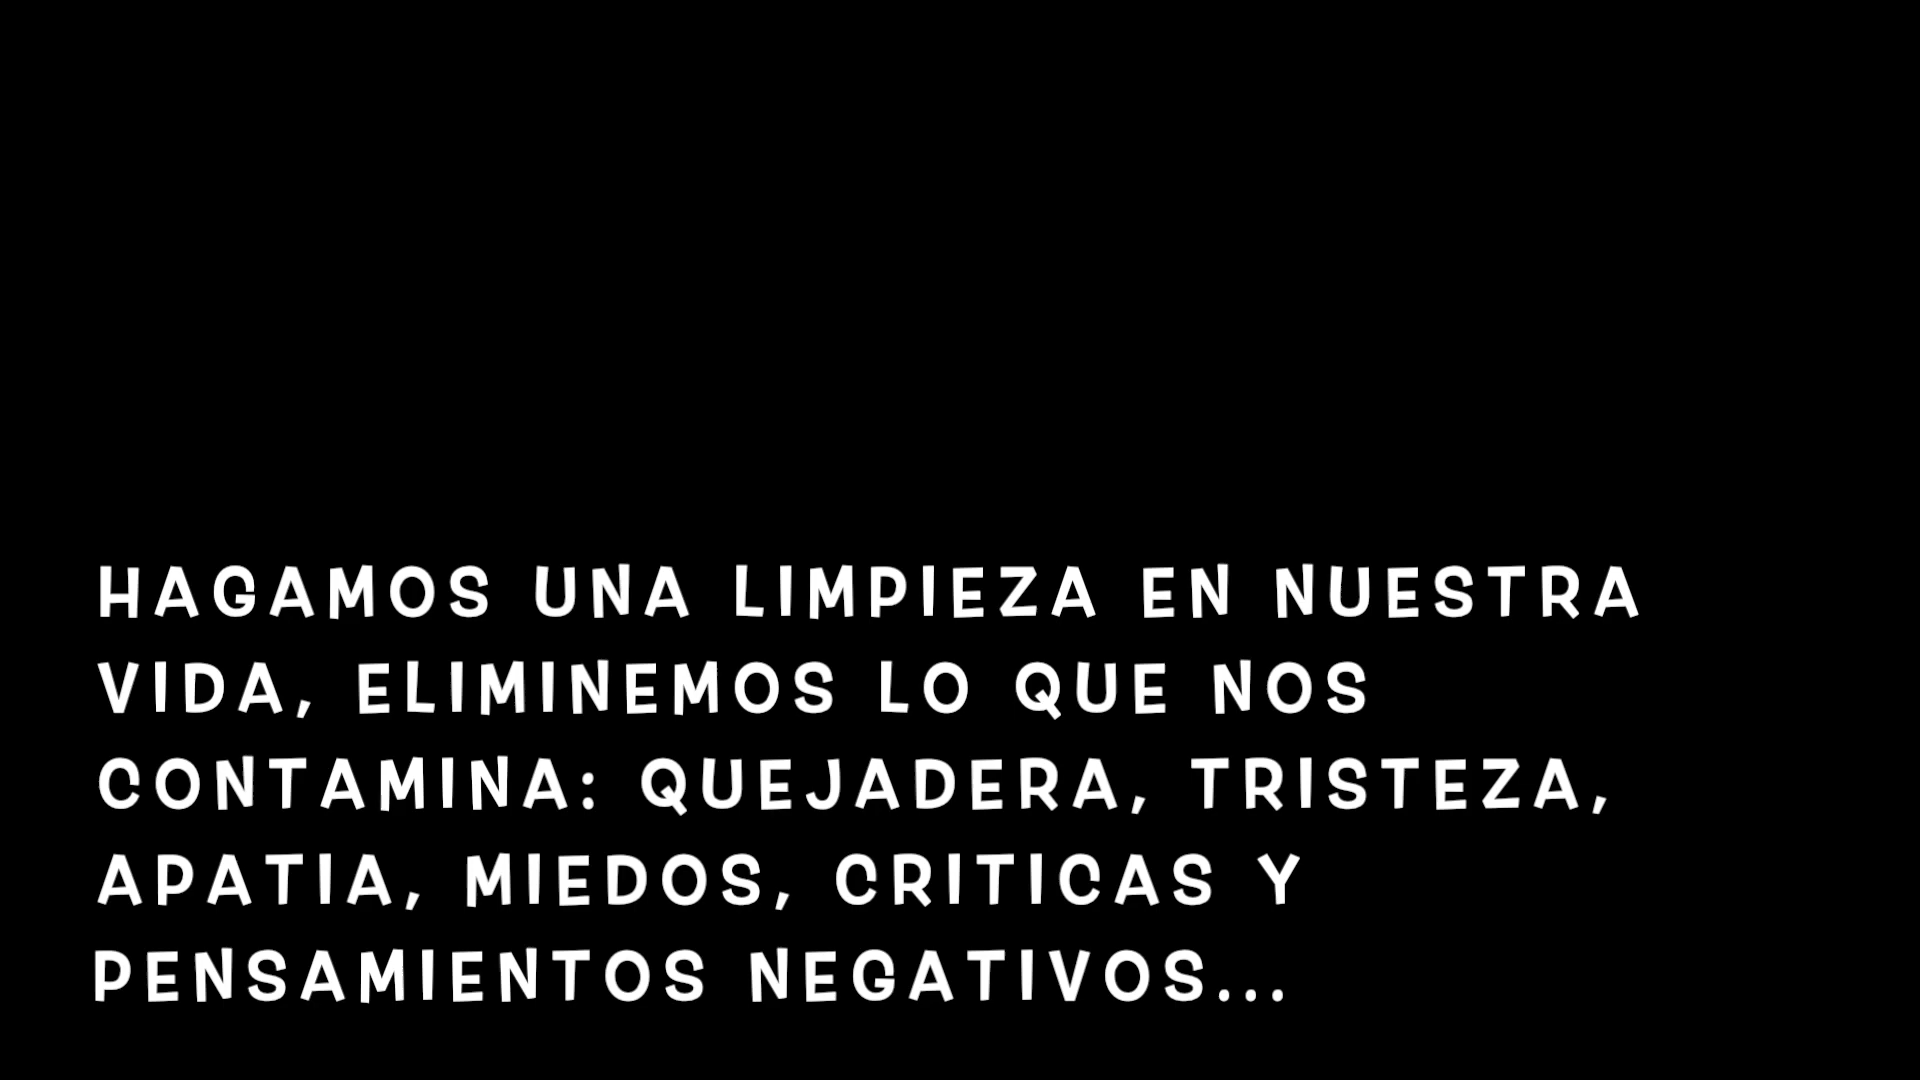 HAGAMOS UNA LIMPIEZA EN NUESTRA
VIDA, ELIMINEMOS LO QUE NOS
CONTAMINA: QUEJADERA, TRISTEZA,
APATIA, MIEDOS, CRITICAS Y
PENSAMIENTOS NEGATIVOS...